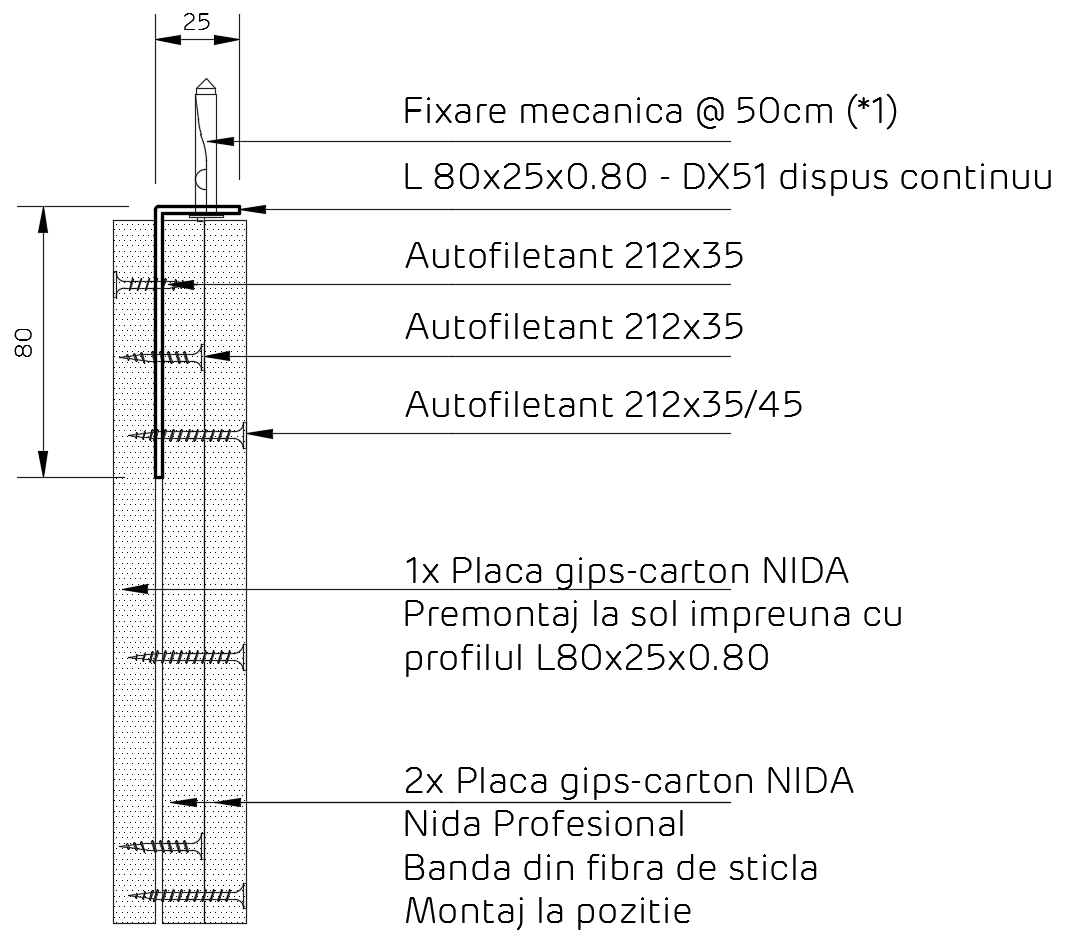 25
Fixare mecanica @ 50cm (*1)
L 80x25x0.80 - DX51 dispus continuu
Autofiletant 212x35
80
Autofiletant 212x35
Autofiletant 212x35/45
1x Placa gips-carton NIDA
Premontaj la sol impreuna cu
profilul L80x25x0.80
2x Placa gips-carton NIDA
Nida Profesional
Banda din fibra de sticla
Montaj la pozitie